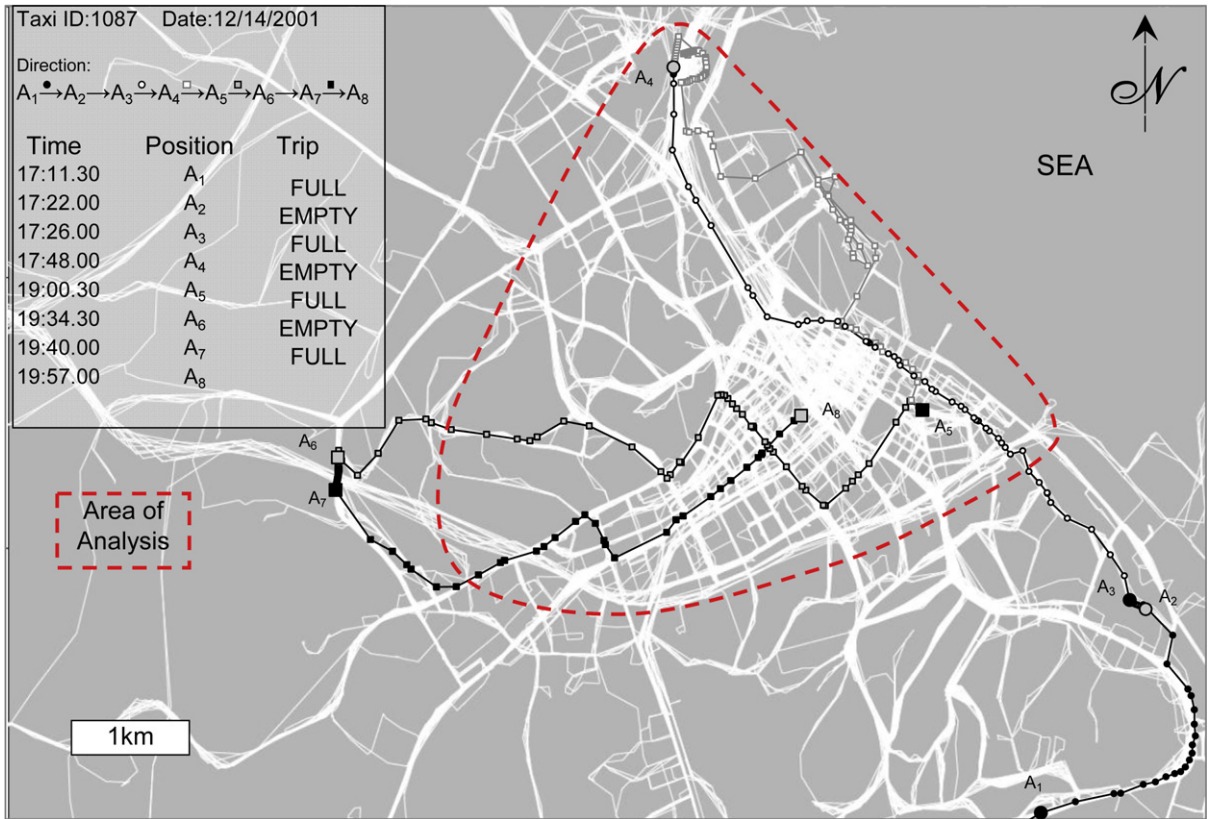 Taxi ID:1087 Date:12/14/2001
Direction:
A1→A2→A3→A4→A5→A6→A7→A8
Time Position Trip
17:11.30 A1
FULL
17:22.00 A2
EMPTY
17:26.00 A3
FULL
17:48.00 A4
EMPTY
19:00.30 A5
FULL
19:34.30 A6
EMPTY
19:40.00 A7
FULL
19:57.00 A8
N
SEA
A4
A8
A5
A6
A7
Area of
Analysis
A3
A2
A1
1km